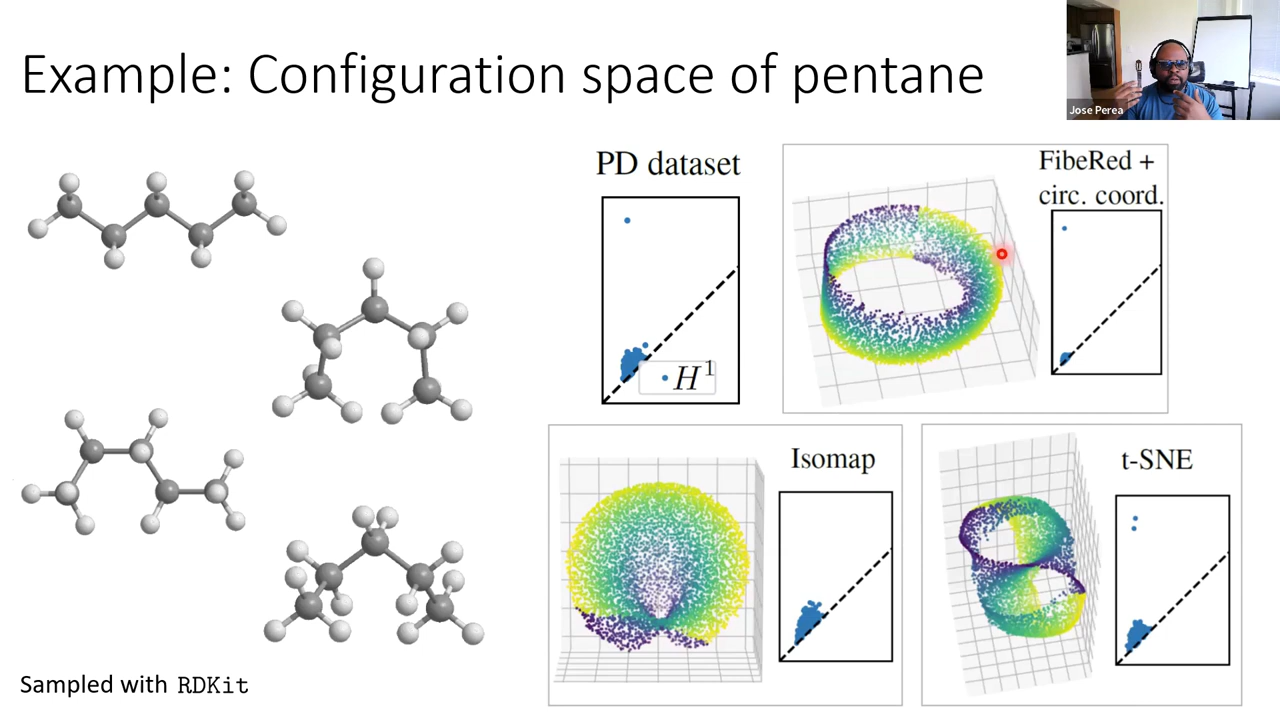 Example: Configuration space of pentane
Jose Perea
PD dataset
H¹
FibeRed +
circ. coord.
Isomap
t-SNE
Sampled with RDKit